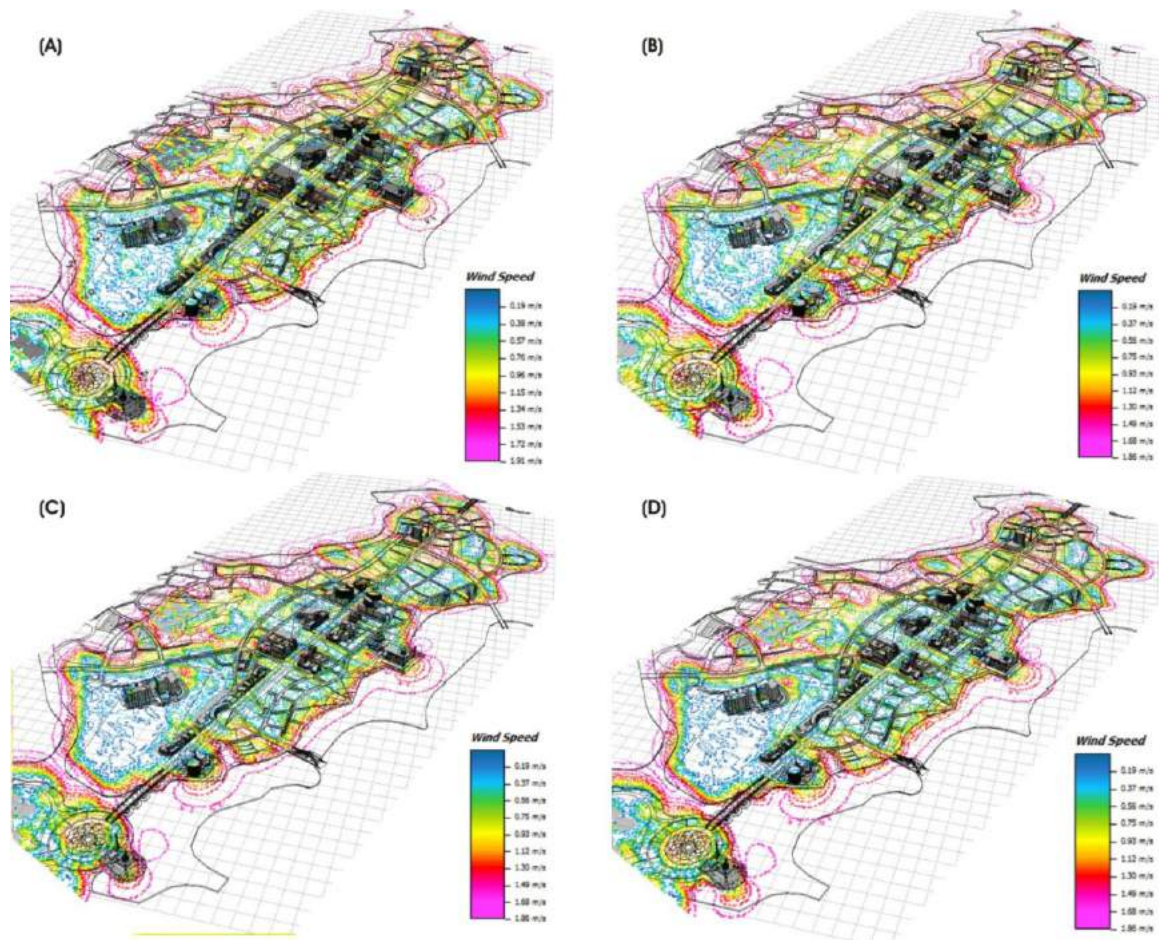 (A)
Wind Speed
0.19 m/s
0.38 m/s
0.57 m/s
0.76 m/s
0.96 m/s
1.15 m/s
1.34 m/s
1.53 m/s
1.72 m/s
1.91 m/s
(B)
Wind Speed
0.19 m/s
0.37 m/s
0.56 m/s
0.75 m/s
0.93 m/s
1.12 m/s
1.30 m/s
1.49 m/s
1.68 m/s
1.86 m/s
(C)
Wind Speed
0.19 m/s
0.37 m/s
0.56 m/s
0.75 m/s
0.93 m/s
1.12 m/s
1.30 m/s
1.49 m/s
1.68 m/s
1.86 m/s
(D)
Wind Speed
0.19 m/s
0.37 m/s
0.56 m/s
0.75 m/s
0.93 m/s
1.12 m/s
1.30 m/s
1.49 m/s
1.68 m/s
1.86 m/s